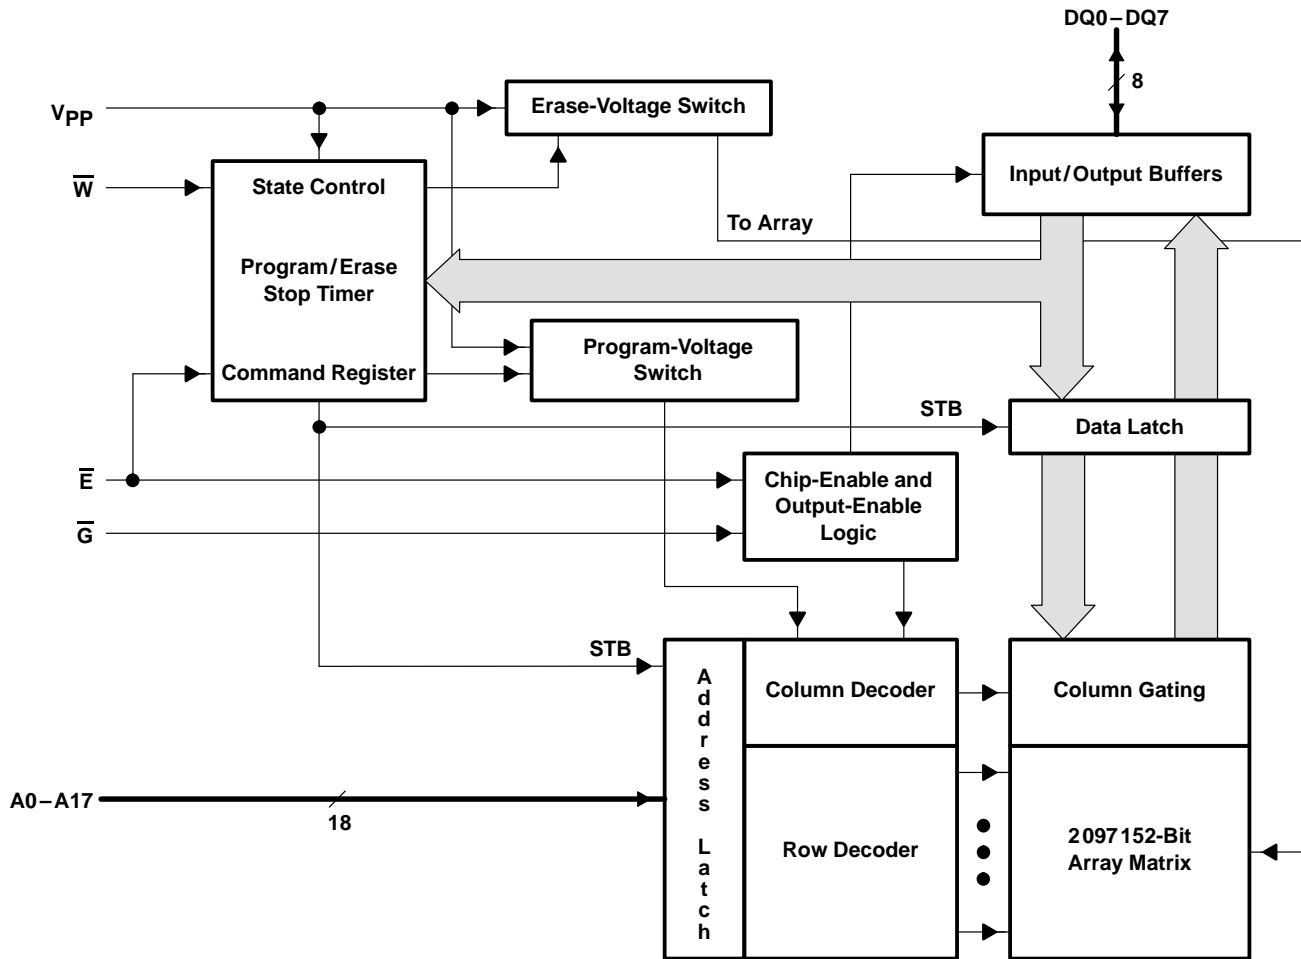 DQ0–DQ7
8
VPP
Erase-Voltage Switch
W̅
State Control
Input/Output Buffers
To Array
Program/Erase
Stop Timer
Program-Voltage
Switch
Command Register
STB
Data Latch
E̅
Chip-Enable and
Output-Enable
Logic
G̅
STB
Address Latch
Column Decoder
Column Gating
A0–A17
18
Row Decoder
2097152-Bit
Array Matrix